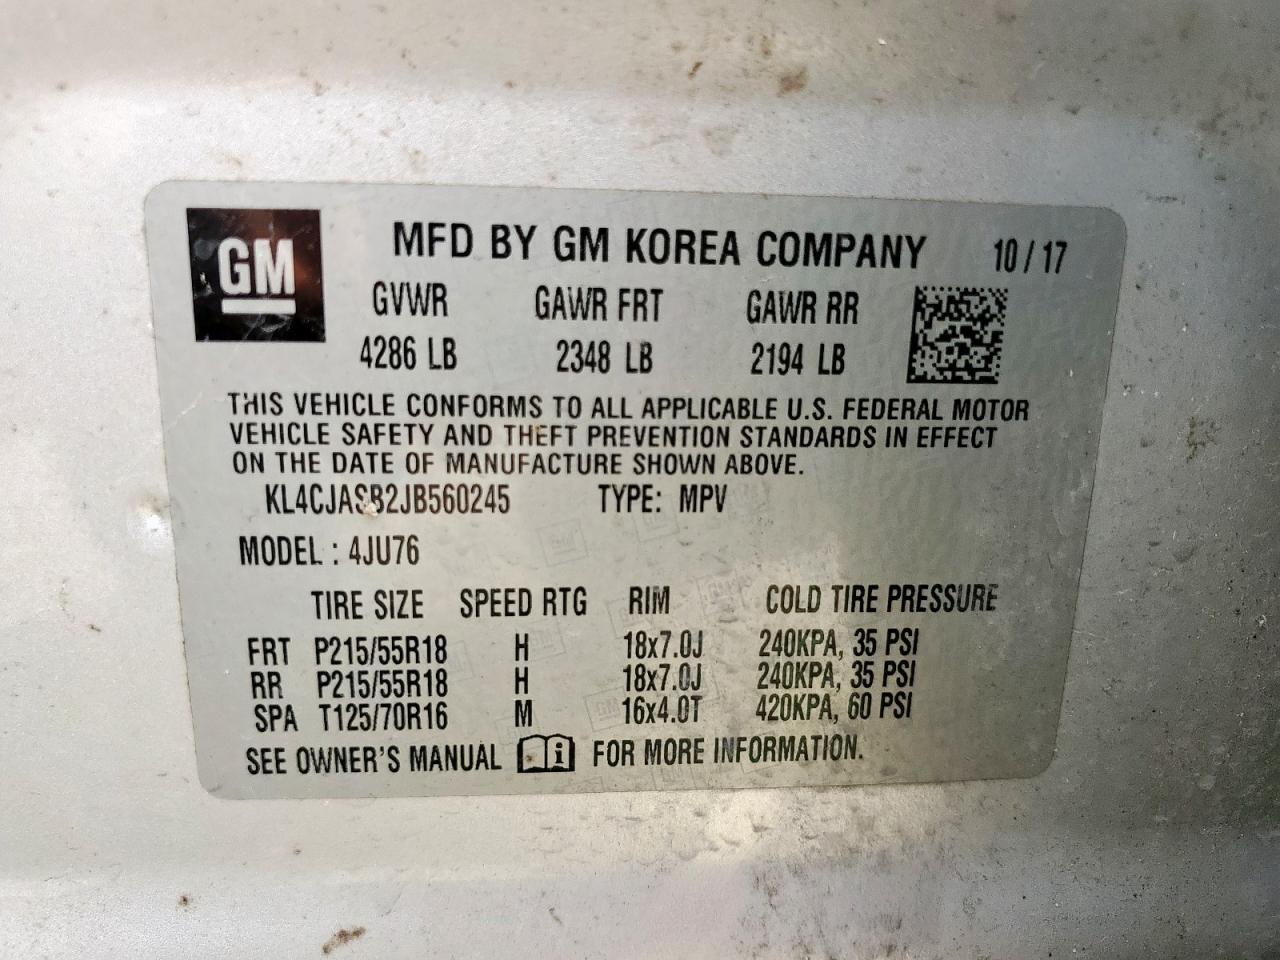 GM
MFD BY GM KOREA COMPANY 10 / 17
GVWR GAWR FRT GAWR RR
4286 LB 2348 LB 2194 LB
THIS VEHICLE CONFORMS TO ALL APPLICABLE U.S. FEDERAL MOTOR
VEHICLE SAFETY AND THEFT PREVENTION STANDARDS IN EFFECT
ON THE DATE OF MANUFACTURE SHOWN ABOVE.
KL4CJASB2JB560245 TYPE: MPV
MODEL : 4JU76
TIRE SIZE SPEED RTG RIM COLD TIRE PRESSURE
FRT P215/55R18 H 18x7.0J 240KPA, 35 PSI
RR P215/55R18 H 18x7.0J 240KPA, 35 PSI
SPA T125/70R16 M 16x4.0T 420KPA, 60 PSI
SEE OWNER'S MANUAL i FOR MORE INFORMATION.